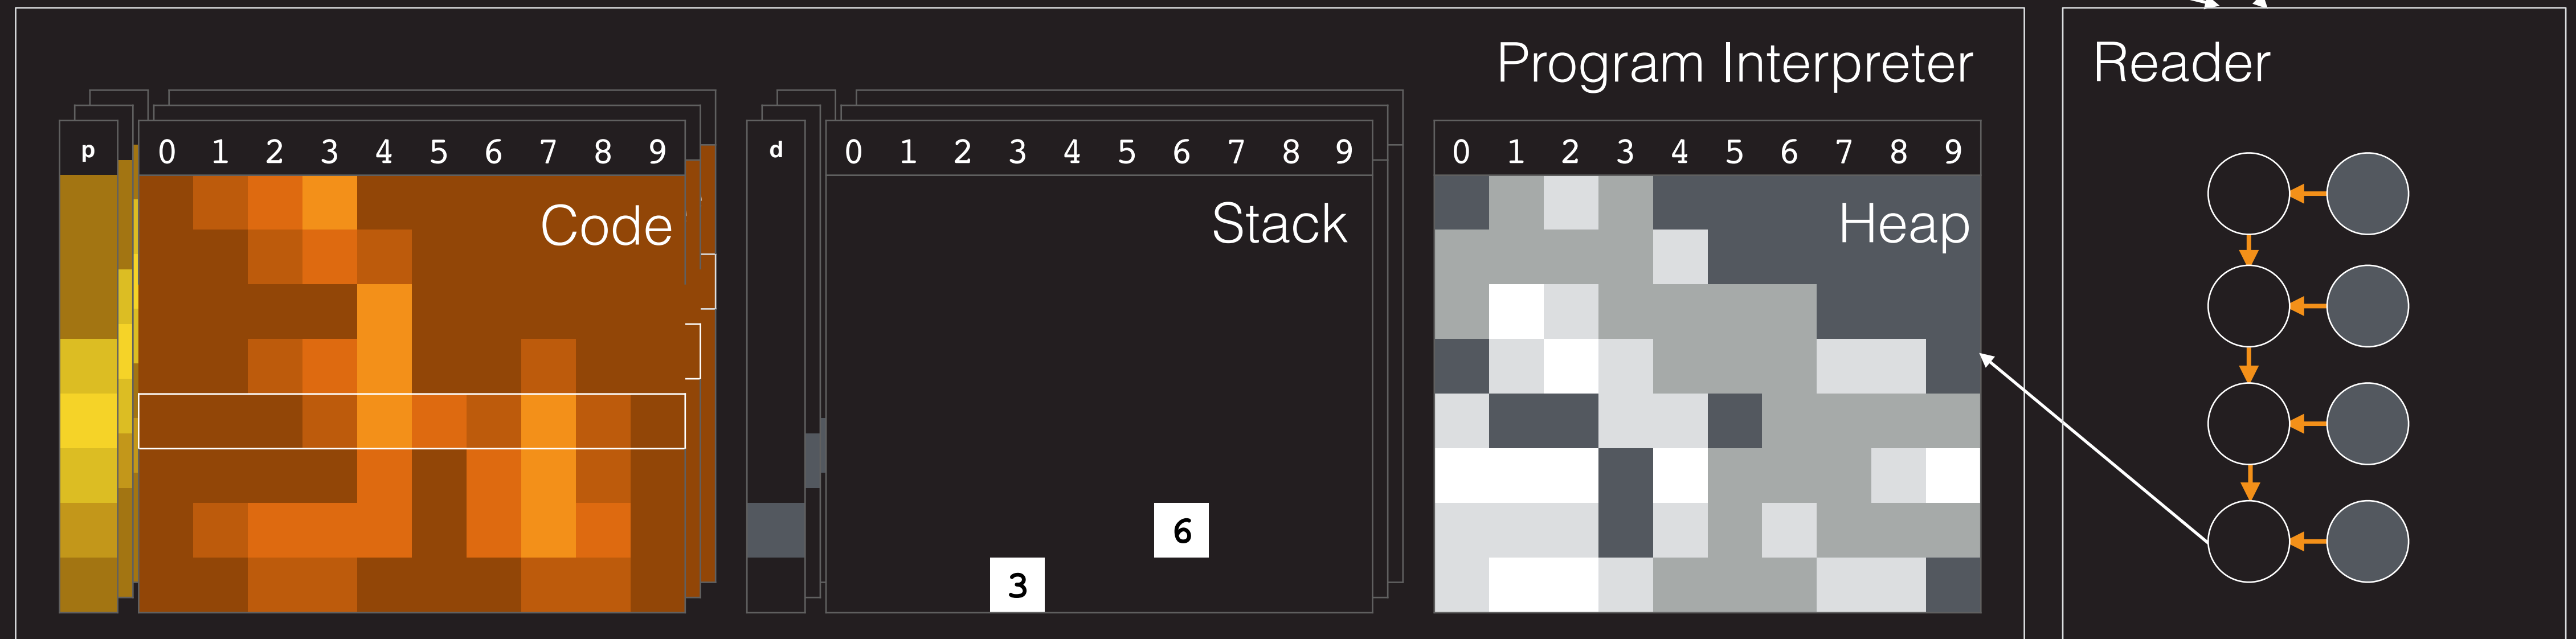 Program Interpreter
Reader
p 0 1 2 3 4 5 6 7 8 9
d 0 1 2 3 4 5 6 7 8 9
0 1 2 3 4 5 6 7 8 9
Code
Stack
Heap
6
3